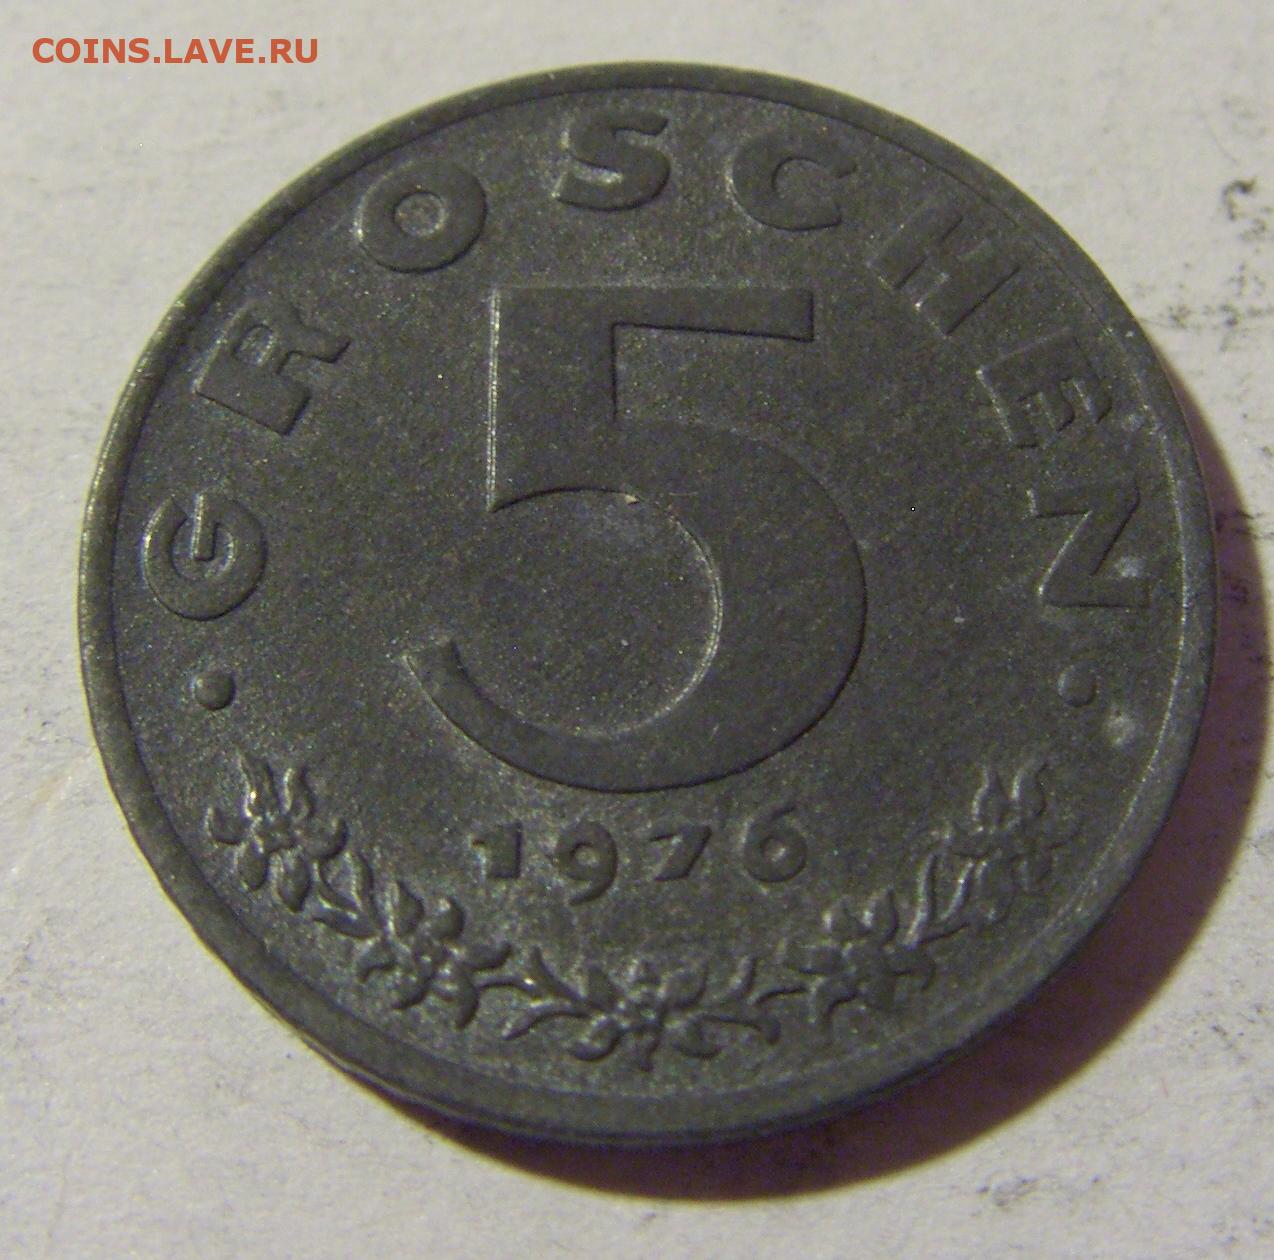 COINS.LAVE.RU
· GROSCHEN ·
5
1976